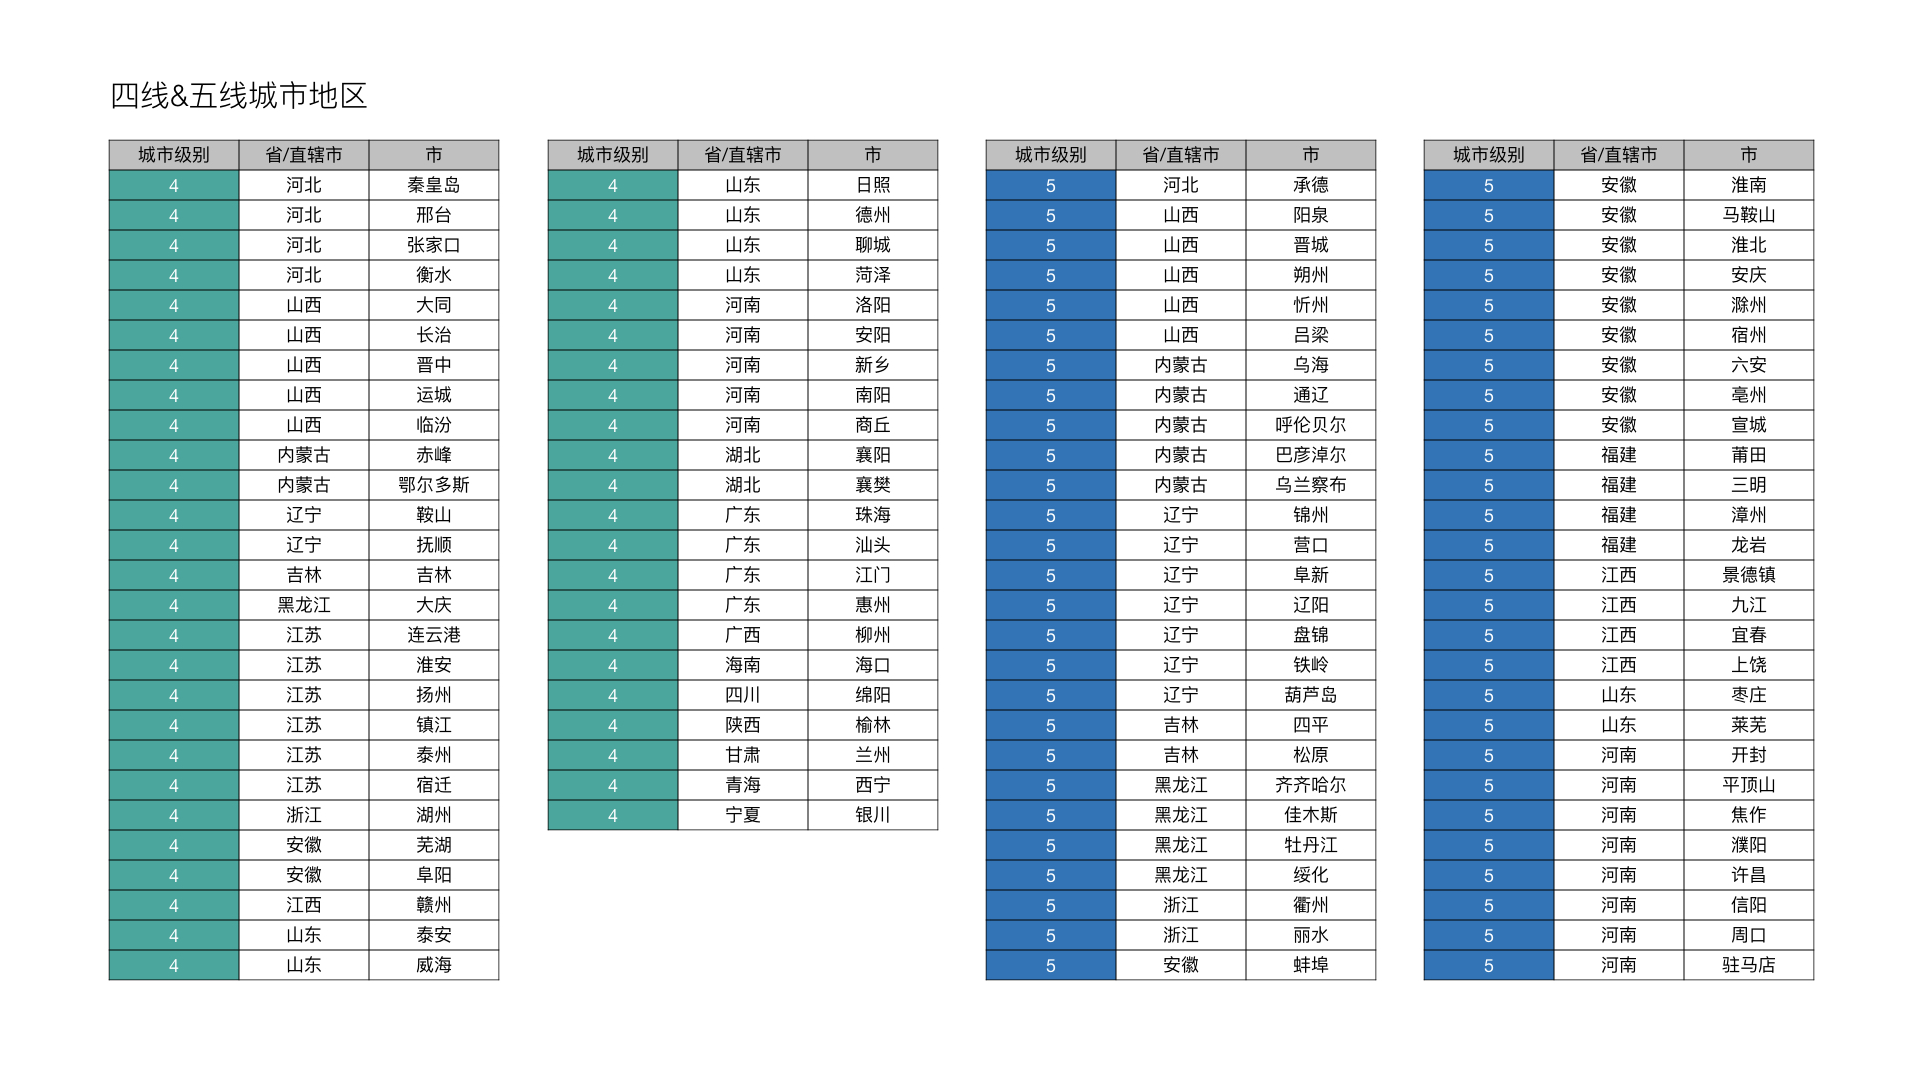 四线&五线城市地区
城市级别 省/直辖市 市
4 河北 秦皇岛
4 河北 邢台
4 河北 张家口
4 河北 衡水
4 山西 大同
4 山西 长治
4 山西 晋中
4 山西 运城
4 山西 临汾
4 内蒙古 赤峰
4 内蒙古 鄂尔多斯
4 辽宁 鞍山
4 辽宁 抚顺
4 吉林 吉林
4 黑龙江 大庆
4 江苏 连云港
4 江苏 淮安
4 江苏 扬州
4 江苏 镇江
4 江苏 泰州
4 江苏 宿迁
4 浙江 湖州
4 安徽 芜湖
4 安徽 阜阳
4 江西 赣州
4 山东 泰安
4 山东 威海
城市级别 省/直辖市 市
4 山东 日照
4 山东 德州
4 山东 聊城
4 山东 菏泽
4 河南 洛阳
4 河南 安阳
4 河南 新乡
4 河南 南阳
4 河南 商丘
4 湖北 襄阳
4 湖北 襄樊
4 广东 珠海
4 广东 汕头
4 广东 江门
4 广东 惠州
4 广西 柳州
4 海南 海口
4 四川 绵阳
4 陕西 榆林
4 甘肃 兰州
4 青海 西宁
4 宁夏 银川
城市级别 省/直辖市 市
5 河北 承德
5 山西 阳泉
5 山西 晋城
5 山西 朔州
5 山西 忻州
5 山西 吕梁
5 内蒙古 乌海
5 内蒙古 通辽
5 内蒙古 呼伦贝尔
5 内蒙古 巴彦淖尔
5 内蒙古 乌兰察布
5 辽宁 锦州
5 辽宁 营口
5 辽宁 阜新
5 辽宁 辽阳
5 辽宁 盘锦
5 辽宁 铁岭
5 辽宁 葫芦岛
5 吉林 四平
5 吉林 松原
5 黑龙江 齐齐哈尔
5 黑龙江 佳木斯
5 黑龙江 牡丹江
5 黑龙江 绥化
5 浙江 衢州
5 浙江 丽水
5 安徽 蚌埠
城市级别 省/直辖市 市
5 安徽 淮南
5 安徽 马鞍山
5 安徽 淮北
5 安徽 安庆
5 安徽 滁州
5 安徽 宿州
5 安徽 六安
5 安徽 亳州
5 安徽 宣城
5 福建 莆田
5 福建 三明
5 福建 漳州
5 福建 龙岩
5 江西 景德镇
5 江西 九江
5 江西 宜春
5 江西 上饶
5 山东 枣庄
5 山东 莱芜
5 河南 开封
5 河南 平顶山
5 河南 焦作
5 河南 濮阳
5 河南 许昌
5 河南 信阳
5 河南 周口
5 河南 驻马店